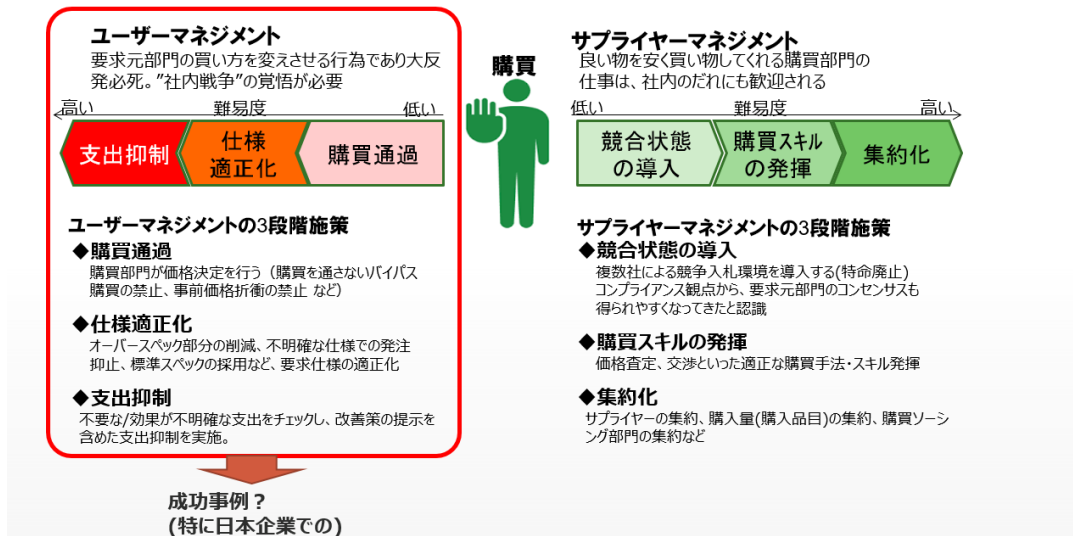 ユーザーマネジメント
要求元部門の買い方を変えさせる行為であり大反
発必死。”社内戦争”の覚悟が必要
高い 難易度 低い
支出抑制
仕様
適正化
購買通過
ユーザーマネジメントの3段階施策
◆購買通過
購買部門が価格決定を行う（購買を通さないバイパス
購買の禁止、事前価格折衝の禁止 など）
◆仕様適正化
オーバースペック部分の削減、不明確な仕様での発注
抑止、標準スペックの採用など、要求仕様の適正化
◆支出抑制
不要な/効果が不明確な支出をチェックし、改善策の提示を
含めた支出抑制を実施。
成功事例？
(特に日本企業での)
購買
サプライヤーマネジメント
良い物を安く買い物してくれる購買部門の
仕事は、社内のだれにも歓迎される
低い 難易度 高い
競合状態
の導入
購買スキル
の発揮
集約化
サプライヤーマネジメントの3段階施策
◆競合状態の導入
複数社による競争入札環境を導入する(特命廃止)
コンプライアンス観点から、要求元部門のコンセンサスも
得られやすくなってきたと認識
◆購買スキルの発揮
価格査定、交渉といった適正な購買手法・スキル発揮
◆集約化
サプライヤーの集約、購入量(購入品目)の集約、購買ソーシ
ング部門の集約など